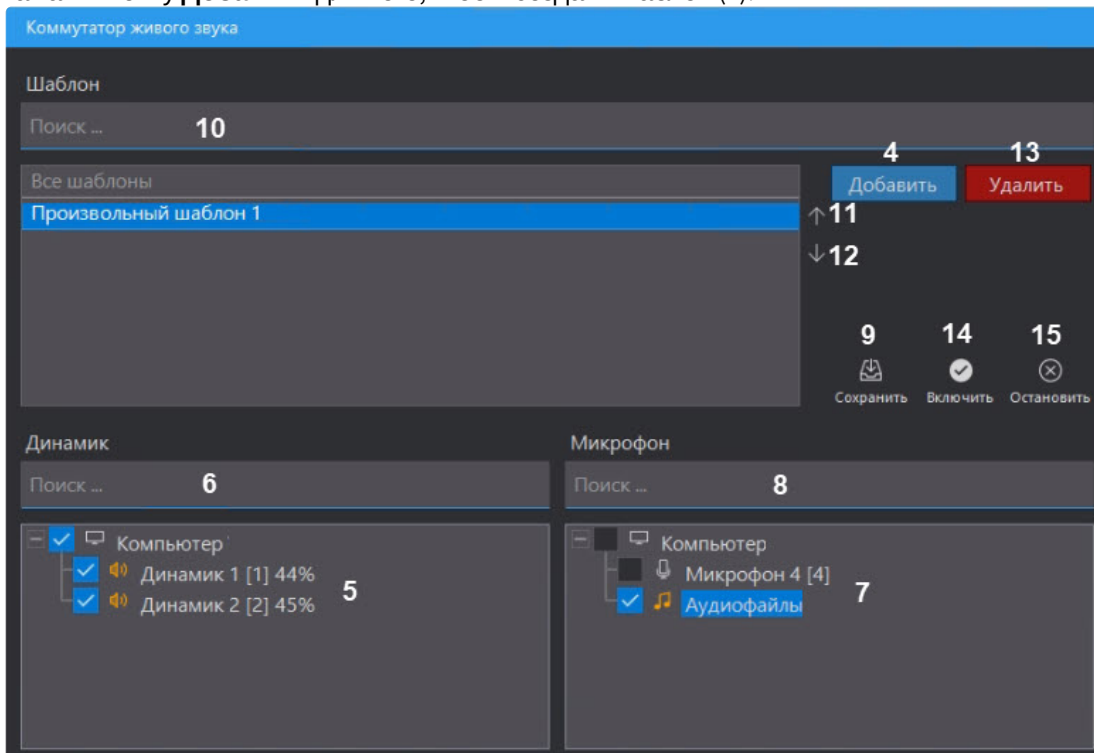 Коммутатор живого звука
Шаблон
Поиск ... 10
4 13
Все шаблоны Добавить Удалить
Произвольный шаблон 1 11
12
9 14 15
Сохранить Включить Остановить
Динамик Микрофон
Поиск ... 6 Поиск ... 8
Компьютер Компьютер
Динамик 1 [1] 44% Микрофон 4 [4]
5 7
Динамик 2 [2] 45% Аудиофайлы